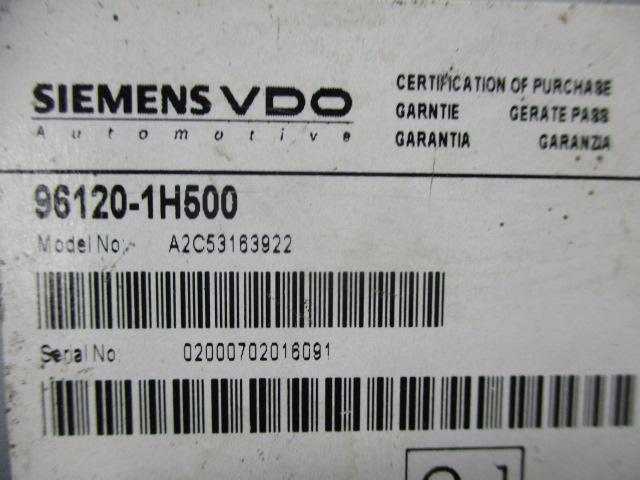 SIEMENS VDO
Automotive
CERTIFICATION OF PURCHASE
GARNTIE GERATE PASS
GARANTIA GARANZIA
96120-1H500
Model No: A2C53163922
Serial No: 02000702016091